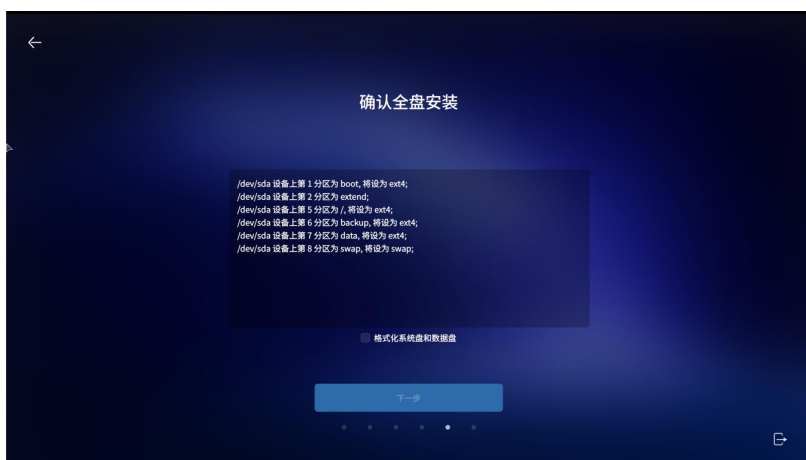 确认全盘安装
/dev/sda 设备上第 1 分区为 boot, 将设为 ext4;
/dev/sda 设备上第 2 分区为 extend;
/dev/sda 设备上第 5 分区为 /, 将设为 ext4;
/dev/sda 设备上第 6 分区为 backup, 将设为 ext4;
/dev/sda 设备上第 7 分区为 data, 将设为 ext4;
/dev/sda 设备上第 8 分区为 swap, 将设为 swap;
格式化系统盘和数据盘
下一步